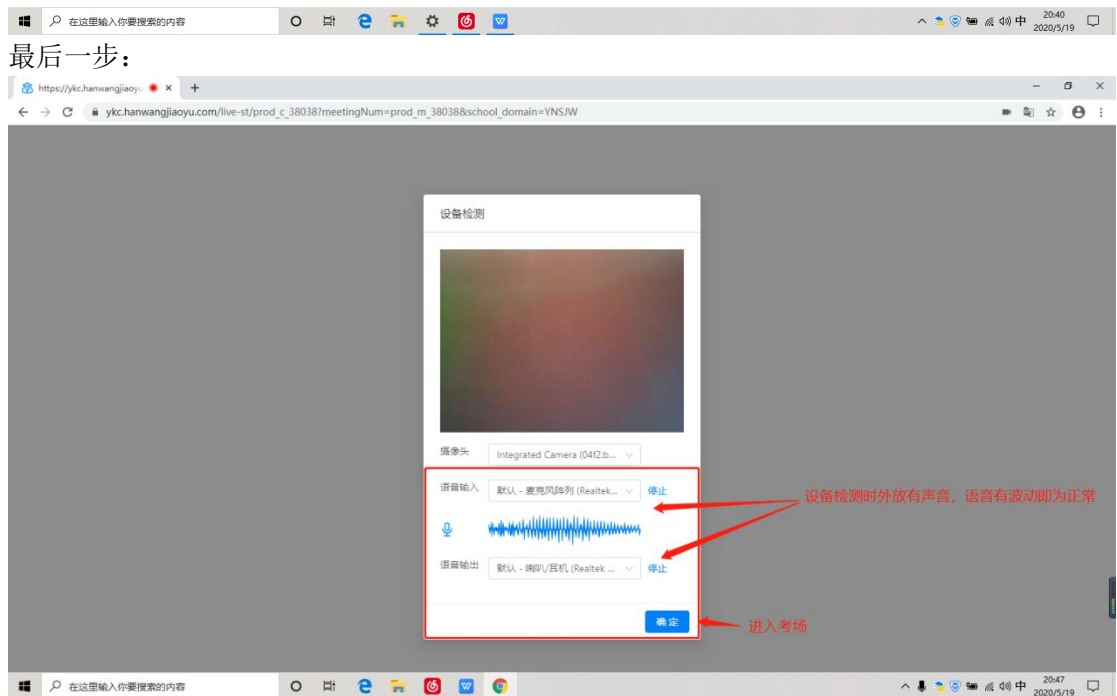 在这里输入你要搜索的内容
中
20:40
2020/5/19
最后一步：
https://ykc.hanwangjiaoyu
ykc.hanwangjiaoyu.com/live-st/prod_c_38038?meetingNum=prod_m_38038&school_domain=YNSJW
设备检测
摄像头 Integrated Camera (04f2:b...
语音输入 默认 - 麦克风阵列 (Realtek... 停止
设备检测时外放有声音，语音有波动即为正常
语音输出 默认 - 喇叭/耳机 (Realtek ... 停止
确定
进入考场
在这里输入你要搜索的内容
中
20:47
2020/5/19